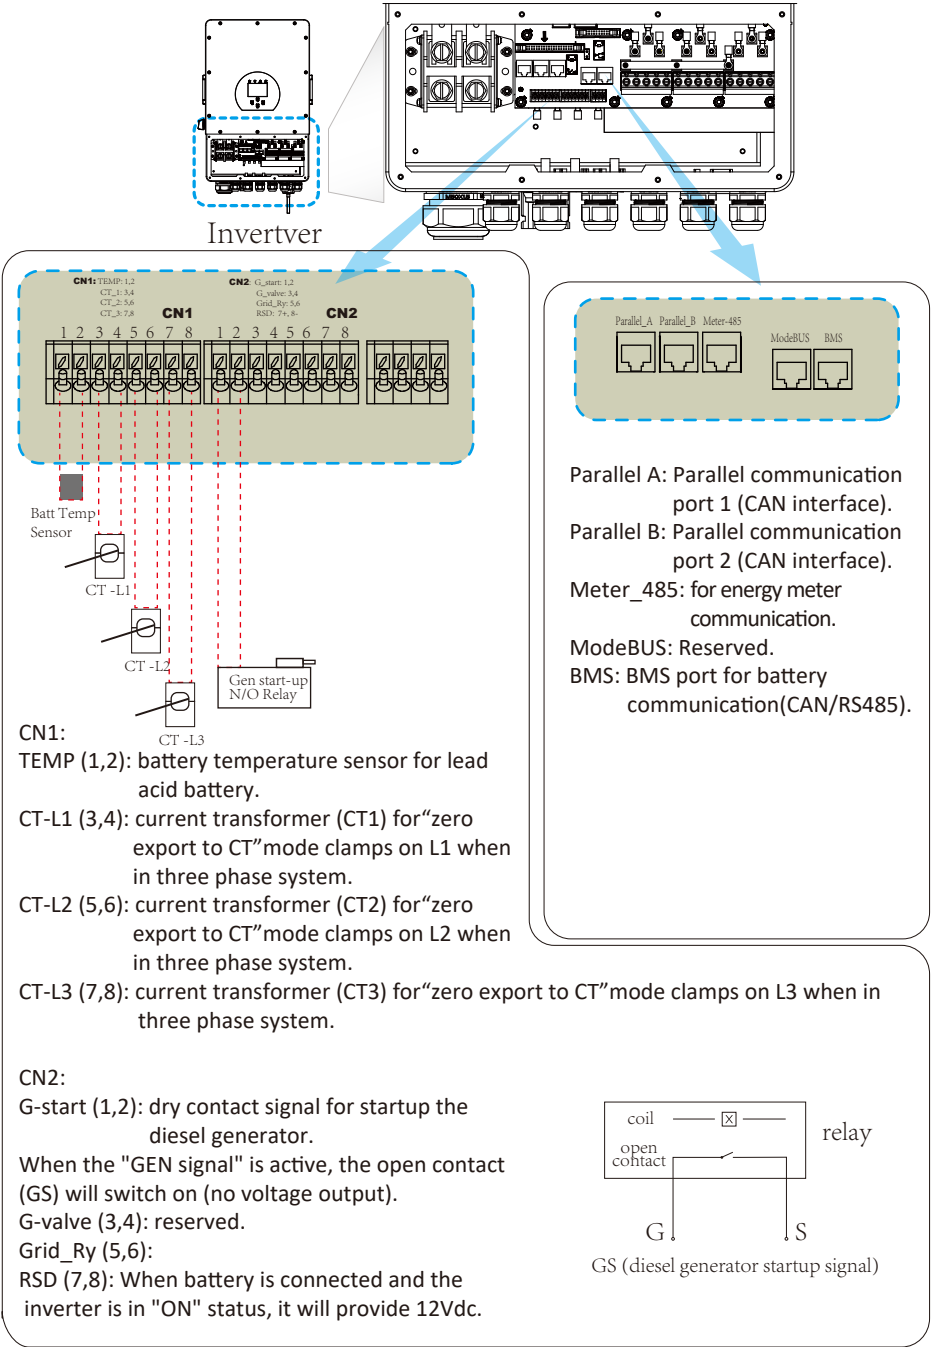 Invertver
CN1: TEMP: 1,2
CT_1: 3,4
CT_2: 5,6
CT_3: 7,8
CN1
CN2: G_start: 1,2
G_valve: 3,4
Grid_Ry: 5,6
RSD: 7+, 8-
CN2
1 2 3 4 5 6 7 8
1 2 3 4 5 6 7 8
Batt Temp
Sensor
CT -L1
CT -L2
CT -L3
Gen start-up
N/O Relay
Parallel_A Parallel_B Meter-485
ModeBUS BMS
Parallel A: Parallel communication
port 1 (CAN interface).
Parallel B: Parallel communication
port 2 (CAN interface).
Meter_485: for energy meter
communication.
ModeBUS: Reserved.
BMS: BMS port for battery
communication(CAN/RS485).
CN1:
TEMP (1,2): battery temperature sensor for lead
acid battery.
CT-L1 (3,4): current transformer (CT1) for“zero
export to CT”mode clamps on L1 when
in three phase system.
CT-L2 (5,6): current transformer (CT2) for“zero
export to CT”mode clamps on L2 when
in three phase system.
CT-L3 (7,8): current transformer (CT3) for“zero export to CT”mode clamps on L3 when in
three phase system.
CN2:
G-start (1,2): dry contact signal for startup the
diesel generator.
When the "GEN signal" is active, the open contact
(GS) will switch on (no voltage output).
G-valve (3,4): reserved.
Grid_Ry (5,6):
RSD (7,8): When battery is connected and the
inverter is in "ON" status, it will provide 12Vdc.
coil
open
contact
relay
G S
GS (diesel generator startup signal)